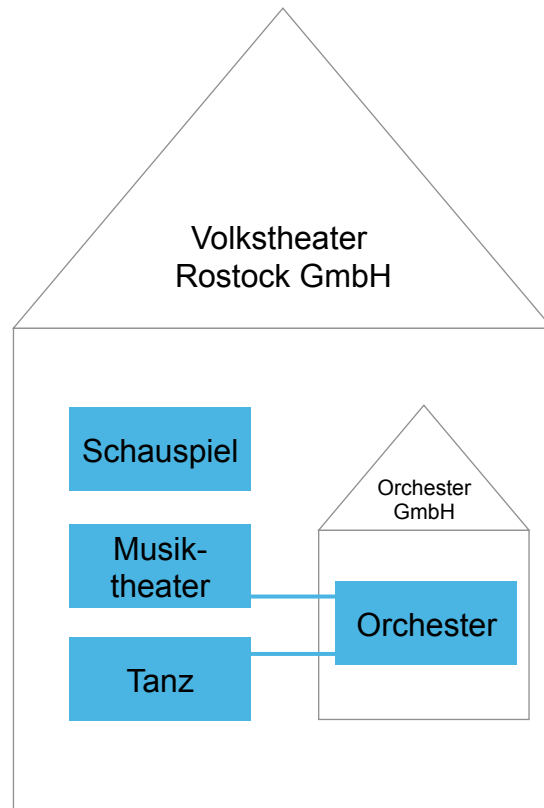 Volkstheater
Rostock GmbH
Schauspiel
Orchester
GmbH
Musik-
theater
Orchester
Tanz